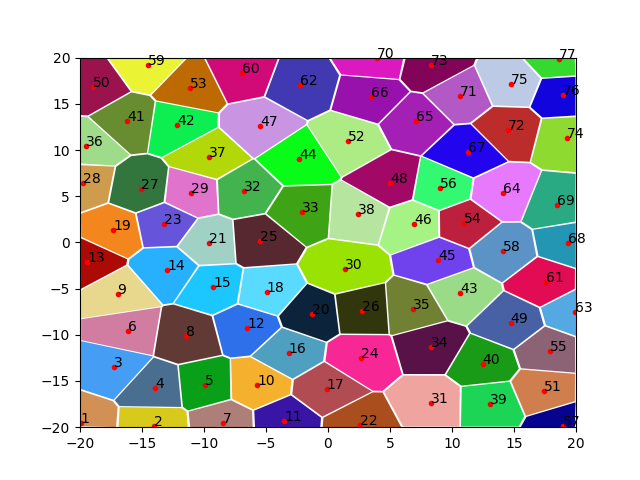 70
59 73 77
60
50 53 62 71 75 76
66
41 42 47 65 72 74
36 37 44 52 67
28 27 29 32 48 56 64 69
19 23 33 38 46 54
21 25 58 68
13 14 30 45
9 15 18 43 61
6 8 12 20 26 35 49 63
3 16 24 34 40 55
4 5 10 17 51
1 2 7 11 22 31 39 57
20
15
10
5
0
−5
−10
−15
−20
−20 −15 −10 −5 0 5 10 15 20